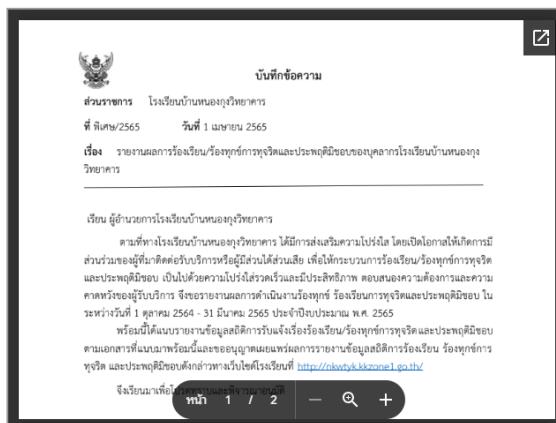 บันทึกข้อความ
ส่วนราชการ โรงเรียนบ้านหนองกุงวิทยาคาร
ที่ พิเศษ/2565 วันที่ 1 เมษายน 2565
เรื่อง รายงานผลการร้องเรียน/ร้องทุกข์การทุจริตและประพฤติมิชอบของบุคลากรโรงเรียนบ้านหนองกุง
วิทยาคาร
เรียน ผู้อำนวยการโรงเรียนบ้านหนองกุงวิทยาคาร
ตามที่ทางโรงเรียนบ้านหนองกุงวิทยาคาร ได้มีการส่งเสริมความโปร่งใส โดยเปิดโอกาสให้เกิดการมี
ส่วนร่วมของผู้ที่มาติดต่อรับบริการหรือผู้มีส่วนได้ส่วนเสีย เพื่อให้กระบวนการร้องเรียน/ร้องทุกข์การทุจริต
และประพฤติมิชอบ เป็นไปด้วยความโปร่งใสรวดเร็วและมีประสิทธิภาพ ตอบสนองความต้องการและความ
คาดหวังของผู้รับบริการ จึงขอรายงานผลการดำเนินงานร้องทุกข์ ร้องเรียนการทุจริตและประพฤติมิชอบ ใน
ระหว่างวันที่ 1 ตุลาคม 2564 - 31 มีนาคม 2565 ประจำปีงบประมาณ พ.ศ. 2565
พร้อมนี้ได้แนบรายงานข้อมูลสถิติการรับแจ้งเรื่องร้องเรียน/ร้องทุกข์การทุจริตและประพฤติมิชอบ
ตามเอกสารที่แนบมาพร้อมนี้และขออนุญาตเผยแพร่ผลการรายงานข้อมูลสถิติการร้องเรียน ร้องทุกข์การ
ทุจริต และประพฤติมิชอบดังกล่าวทางเว็บไซต์โรงเรียนที่ http://nkwtyk.kkzone1.go.th/
จึงเรียนมาเพื่อโปรดทราบและพิจารณาอนุมัติ
หน้า 1 / 2